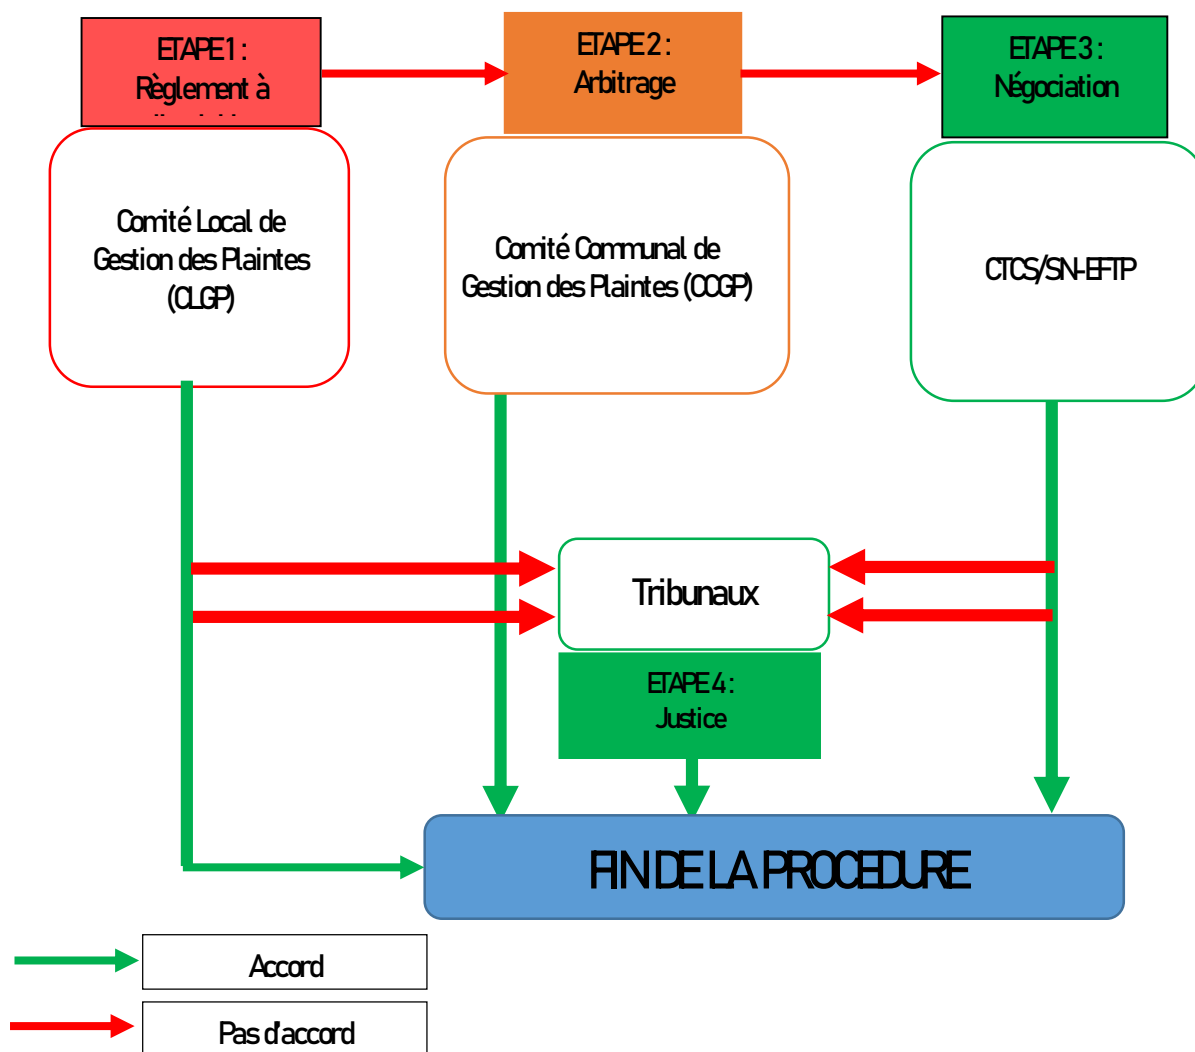 ETAPE 1 :
Règlement à
ETAPE 2 :
Arbitrage
ETAPE 3 :
Négociation
Comité Local de
Gestion des Plaintes
(CLGP)
Comité Communal de
Gestion des Plaintes (CCGP)
CTCS/SN-EFTP
Tribunaux
ETAPE 4 :
Justice
FIN DE LA PROCEDURE
Accord
Pas d'accord